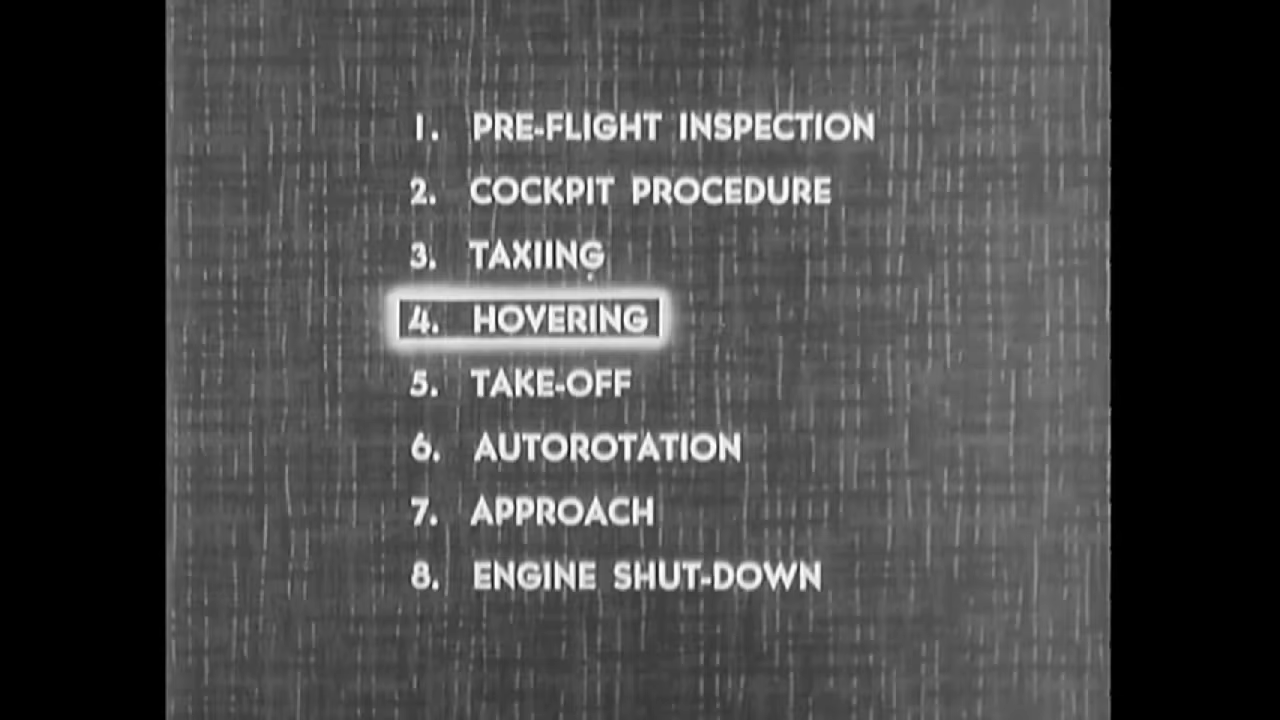 1. PRE-FLIGHT INSPECTION
2. COCKPIT PROCEDURE
3. TAXIING
4. HOVERING
5. TAKE-OFF
6. AUTOROTATION
7. APPROACH
8. ENGINE SHUT-DOWN